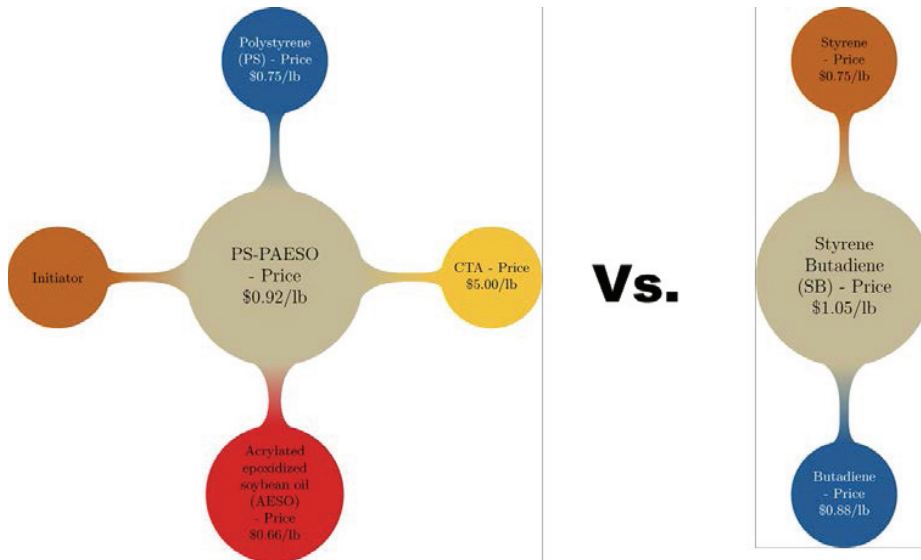 Polystyrene
(PS) - Price
$0.75/lb
Initiator
PS-PAESO
- Price
$0.92/lb
CTA - Price
$5.00/lb
Acrylated
epoxidized
soybean oil
(AESO)
- Price
$0.66/lb
Vs.
Styrene
- Price
$0.75/lb
Styrene
Butadiene
(SB) - Price
$1.05/lb
Butadiene
- Price
$0.88/lb